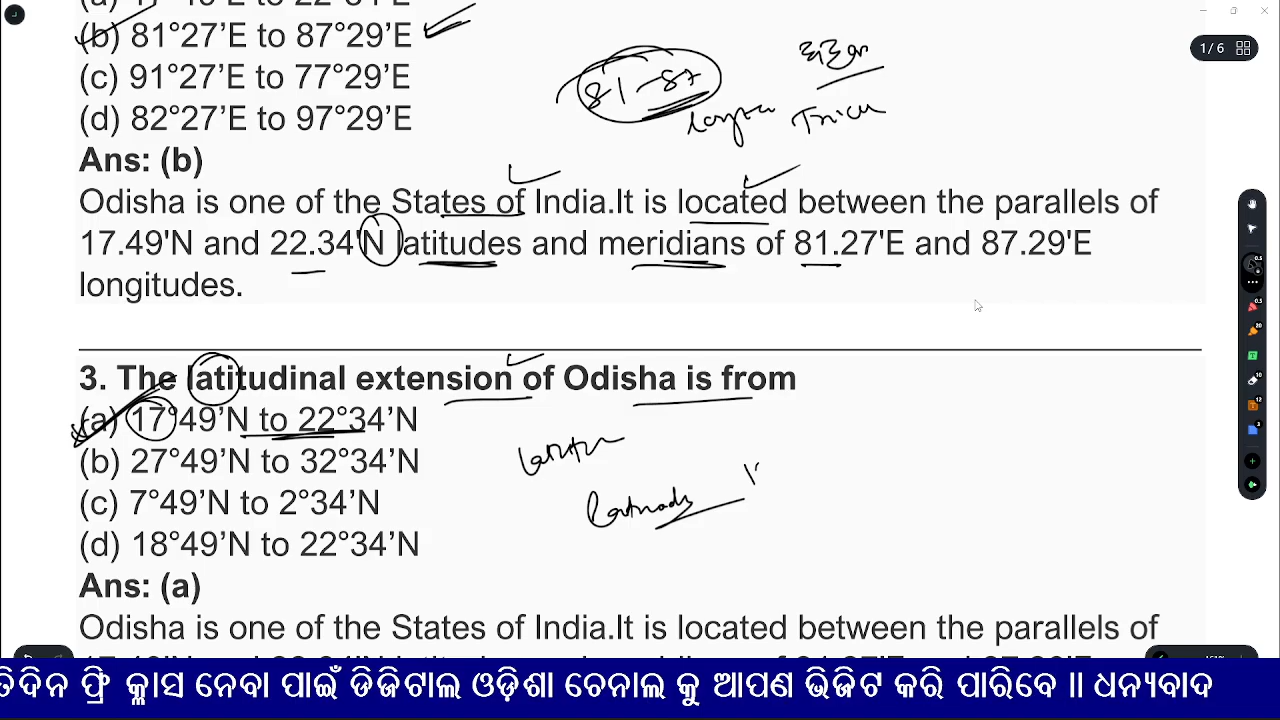 (b) 81°27’E to 87°29’E
(c) 91°27’E to 77°29’E
(d) 82°27’E to 97°29’E
81-87
Ans: (b)
Odisha is one of the States of India.It is located between the parallels of
17.49'N and 22.34'N latitudes and meridians of 81.27'E and 87.29'E
longitudes.
3. The latitudinal extension of Odisha is from
(a) 17°49’N to 22°34’N
(b) 27°49’N to 32°34’N
(c) 7°49’N to 2°34’N
(d) 18°49’N to 22°34’N
Ans: (a)
Odisha is one of the States of India.It is located between the parallels of
1/6
ତିଦିନ ଫ୍ରି କ୍ଲାସ ନେବା ପାଇଁ ଡିଜିଟାଲ ଓଡ଼ିଶା ଚେନାଲ କୁ ଆପଣ ଭିଜିଟ କରି ପାରିବେ ॥ ଧନ୍ୟବାଦ